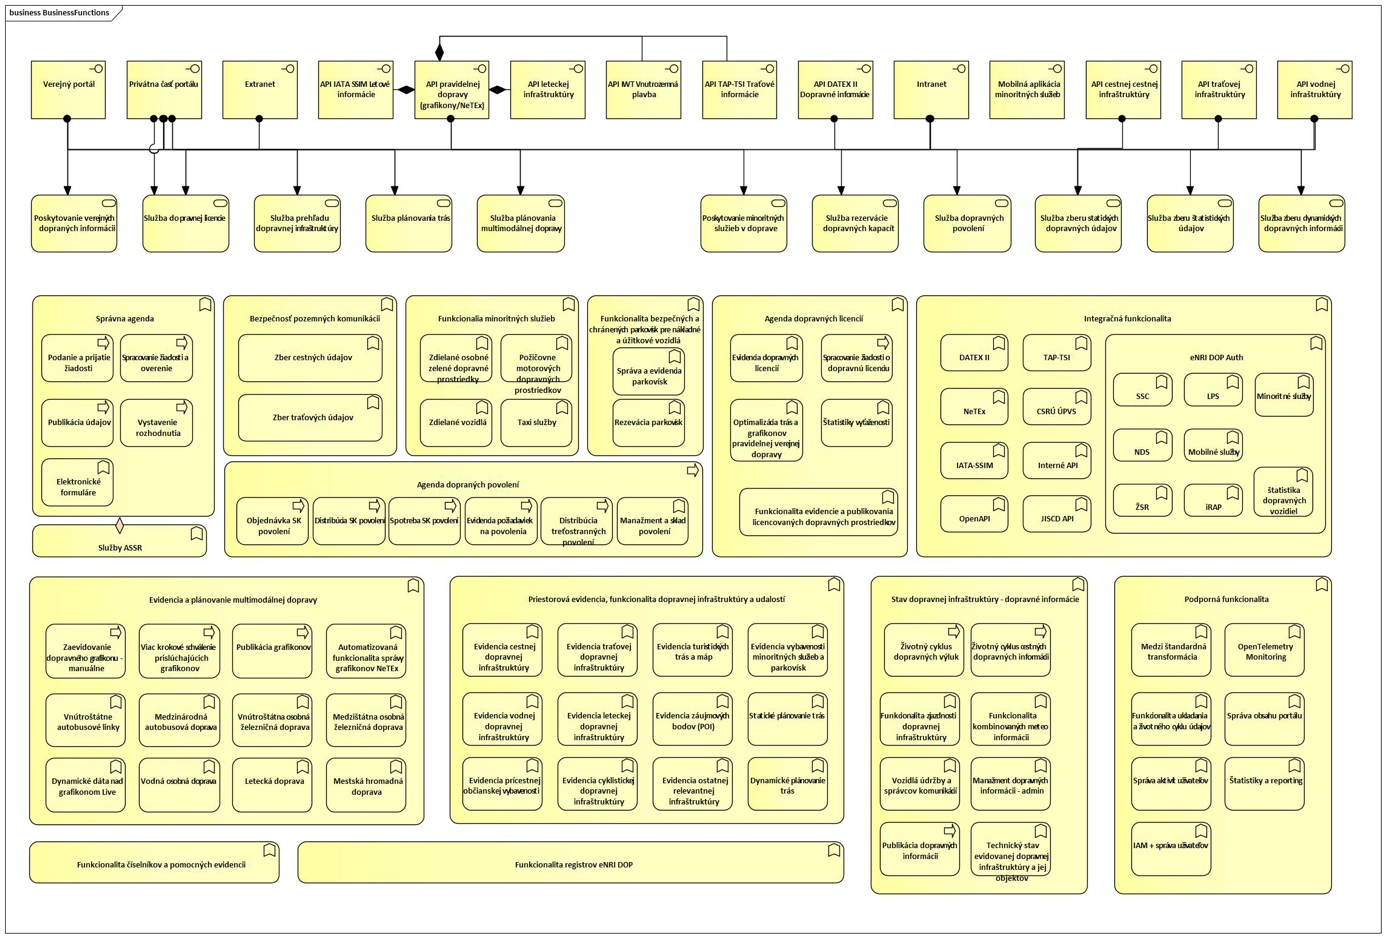 business BusinessFunctions
Verejný portál
Privátna časť portálu
Extranet
API IATA SSIM Letové
informácie
API pravidelnej
dopravy
(grafikony/NeTEx)
API leteckej
infraštruktúry
API IWT Vnutrozemná
plavba
API TAP-TSI Traťové
informácie
API DATEX II
Dopravné informácie
Intranet
Mobilná aplikácia
minoritných služieb
API cestnej cestnej
infraštruktúry
API traťovej
infraštruktúry
API vodnej
infraštruktúry
Poskytovanie verejných
dopraných informácií
Služba dopravnej licencie
Služba prehľadu
dopravnej infraštruktúry
Služba plánovania trás
Služba plánovania
multimodálnej dopravy
Poskytovanie minoritných
služieb v doprave
Služba rezervácie
dopravných kapacít
Služba dopravných
povolení
Služba zberu statických
dopravných údajov
Služba zberu štatistických
údajov
Služba zberu dynamických
dopravných informádi
Správna agenda
Podanie a prijatie
žiadosti
Spracovanie žiadosti a
overenie
Publikácia údajov
Vystavenie
rozhodnutia
Elektronické
formuláre
Služby ASSR
Bezpečnosť pozemných komunikácii
Zber cestných údajov
Zber traťových údajov
Funkcionalia minoritných služieb
Zdielané osobné
zelené dopravné
prostriedky
Požičovne
motorových
dopravných
prostriedkov
Zdielané vozidlá
Taxi služby
Funkcionalita bezpečných a
chránených parkovísk pre nákladné
a úžitkové vozidlá
Správa a evidencia
parkovísk
Rezevácia parkovísk
Agenda dopraných povolení
Objednávka SK
povolení
Distribúcia SK povolení
Spotreba SK povolení
Evidencia požiadaviek
na povolenia
Distribúcia
treťostranných
povolení
Manažment a sklad
povolení
Agenda dopravných licencií
Evidencia dopravných
licencií
Spracovanie žiadosti o
dopravnú licenciu
Optimalizácia trás a
grafikonov
pravidelnej verejnej
dopravy
Štatistiky vyťaženosti
Funkcionalita evidencie a publikovania
licencovaných dopravných prostriedkov
Integračná funkcionalita
DATEX II
TAP-TSI
NeTEx
CSRÚ ÚPVS
IATA-SSIM
Interné API
OpenAPI
JISCD API
eNRI DOP Auth
SSC
LPS
Minoritné služby
NDS
Mobilné služby
ŽSR
iRAP
štatistika
dopravných
vozidiel
Evidencia a plánovanie multimodálnej dopravy
Zaevidovanie
dopravného grafikonu -
manuálne
Viac krokové schválenie
príslúchajúcich
grafikonov
Publikácia grafikonov
Automatizovaná
funkcionalita správy
grafikonov NeTEx
Vnútroštátne
autobusové linky
Medzinárodná
autobusová doprava
Vnútroštátna osobná
železničná doprava
Medzištátna osobná
železničná doprava
Dynamické dáta nad
grafikonom Live
Vodná osobná doprava
Letecká doprava
Mestská hromadná
doprava
Priestorová evidencia, funkcionalita dopravnej infraštruktúry a udalostí
Evidencia cestnej
dopravnej
infraštruktúry
Evidencia traťovej
dopravnej
infraštruktúry
Evidencia turistických
trás a máp
Evidencia vybavenosti
minoritných služieb a
parkovísk
Evidencia vodnej
dopravnej
infraštruktúry
Evidencia leteckej
dopravnej
infraštruktúry
Evidencia záujmových
bodov (POI)
Statické plánovanie trás
Evidencia prícestnej
občianskej vybavenosti
Evidencia cyklistickej
dopravnej
infraštruktúry
Evidencia ostatnej
relevantnej
infraštruktúry
Dynamické plánovanie
trás
Stav dopravnej infraštruktúry - dopravné informácie
Životný cyklus
dopravných výluk
Životný cyklus ostných
dopravných informácií
Funkcionalita zjazdnosti
dopravnej
infraštruktúry
Funkcionalita
kombinovaných meteo
informácii
Vozidlá údržby a
správcov komunikácií
Manažment dopravných
informácii - admin
Publikácia dopravných
informácii
Technický stav
evidovanej dopravnej
infraštruktúry a jej
objektov
Podporná funkcionalita
Medzi štandardná
transformácia
OpenTelemetry
Monitoring
Funkcionalita ukladania
a životného cyklu údajov
Správa obsahu portálu
Správa aktivít užívateľov
Štatistiky a reporting
IAM + správa užívateľov
Funkcionalita číselníkov a pomocných evidencii
Funkcionalita registrov eNRI DOP